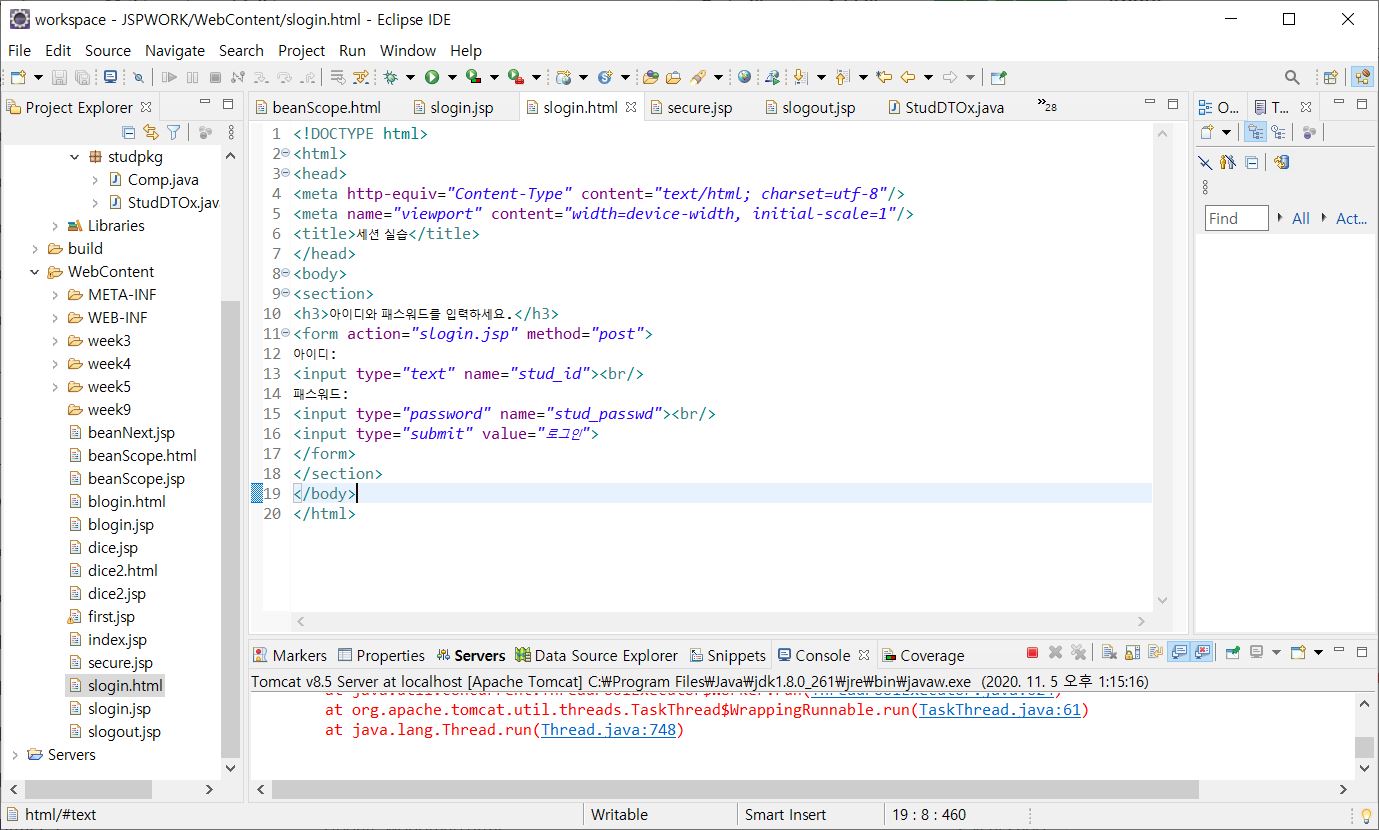 workspace - JSPWORK/WebContent/slogin.html - Eclipse IDE
File Edit Source Navigate Search Project Run Window Help
Project Explorer
studpkg
Comp.java
StudDTOx.java
Libraries
build
WebContent
META-INF
WEB-INF
week3
week4
week5
week9
beanNext.jsp
beanScope.html
beanScope.jsp
blogin.html
blogin.jsp
dice.jsp
dice2.html
dice2.jsp
first.jsp
index.jsp
secure.jsp
slogin.html
slogin.jsp
slogout.jsp
Servers
beanScope.html slogin.jsp slogin.html secure.jsp slogout.jsp StudDTOx.java »28
1 <!DOCTYPE html>
2 <html>
3 <head>
4 <meta http-equiv="Content-Type" content="text/html; charset=utf-8"/>
5 <meta name="viewport" content="width=device-width, initial-scale=1"/>
6 <title>세션 실습</title>
7 </head>
8 <body>
9 <section>
10 <h3>아이디와 패스워드를 입력하세요.</h3>
11 <form action="slogin.jsp" method="post">
12 아이디:
13 <input type="text" name="stud_id"><br/>
14 패스워드:
15 <input type="password" name="stud_passwd"><br/>
16 <input type="submit" value="로그인">
17 </form>
18 </section>
19 </body>
20 </html>
O... T...
Find All Act...
Markers Properties Servers Data Source Explorer Snippets Console Coverage
Tomcat v8.5 Server at localhost [Apache Tomcat] C:₩Program Files₩Java₩jdk1.8.0_261₩jre₩bin₩javaw.exe (2020. 11. 5 오후 1:15:16)
at java.util.concurrent.ThreadPoolExecutor$Worker.run(ThreadPoolExecutor.java:624)
at org.apache.tomcat.util.threads.TaskThread$WrappingRunnable.run(TaskThread.java:61)
at java.lang.Thread.run(Thread.java:748)
html/#text Writable Smart Insert 19 : 8 : 460